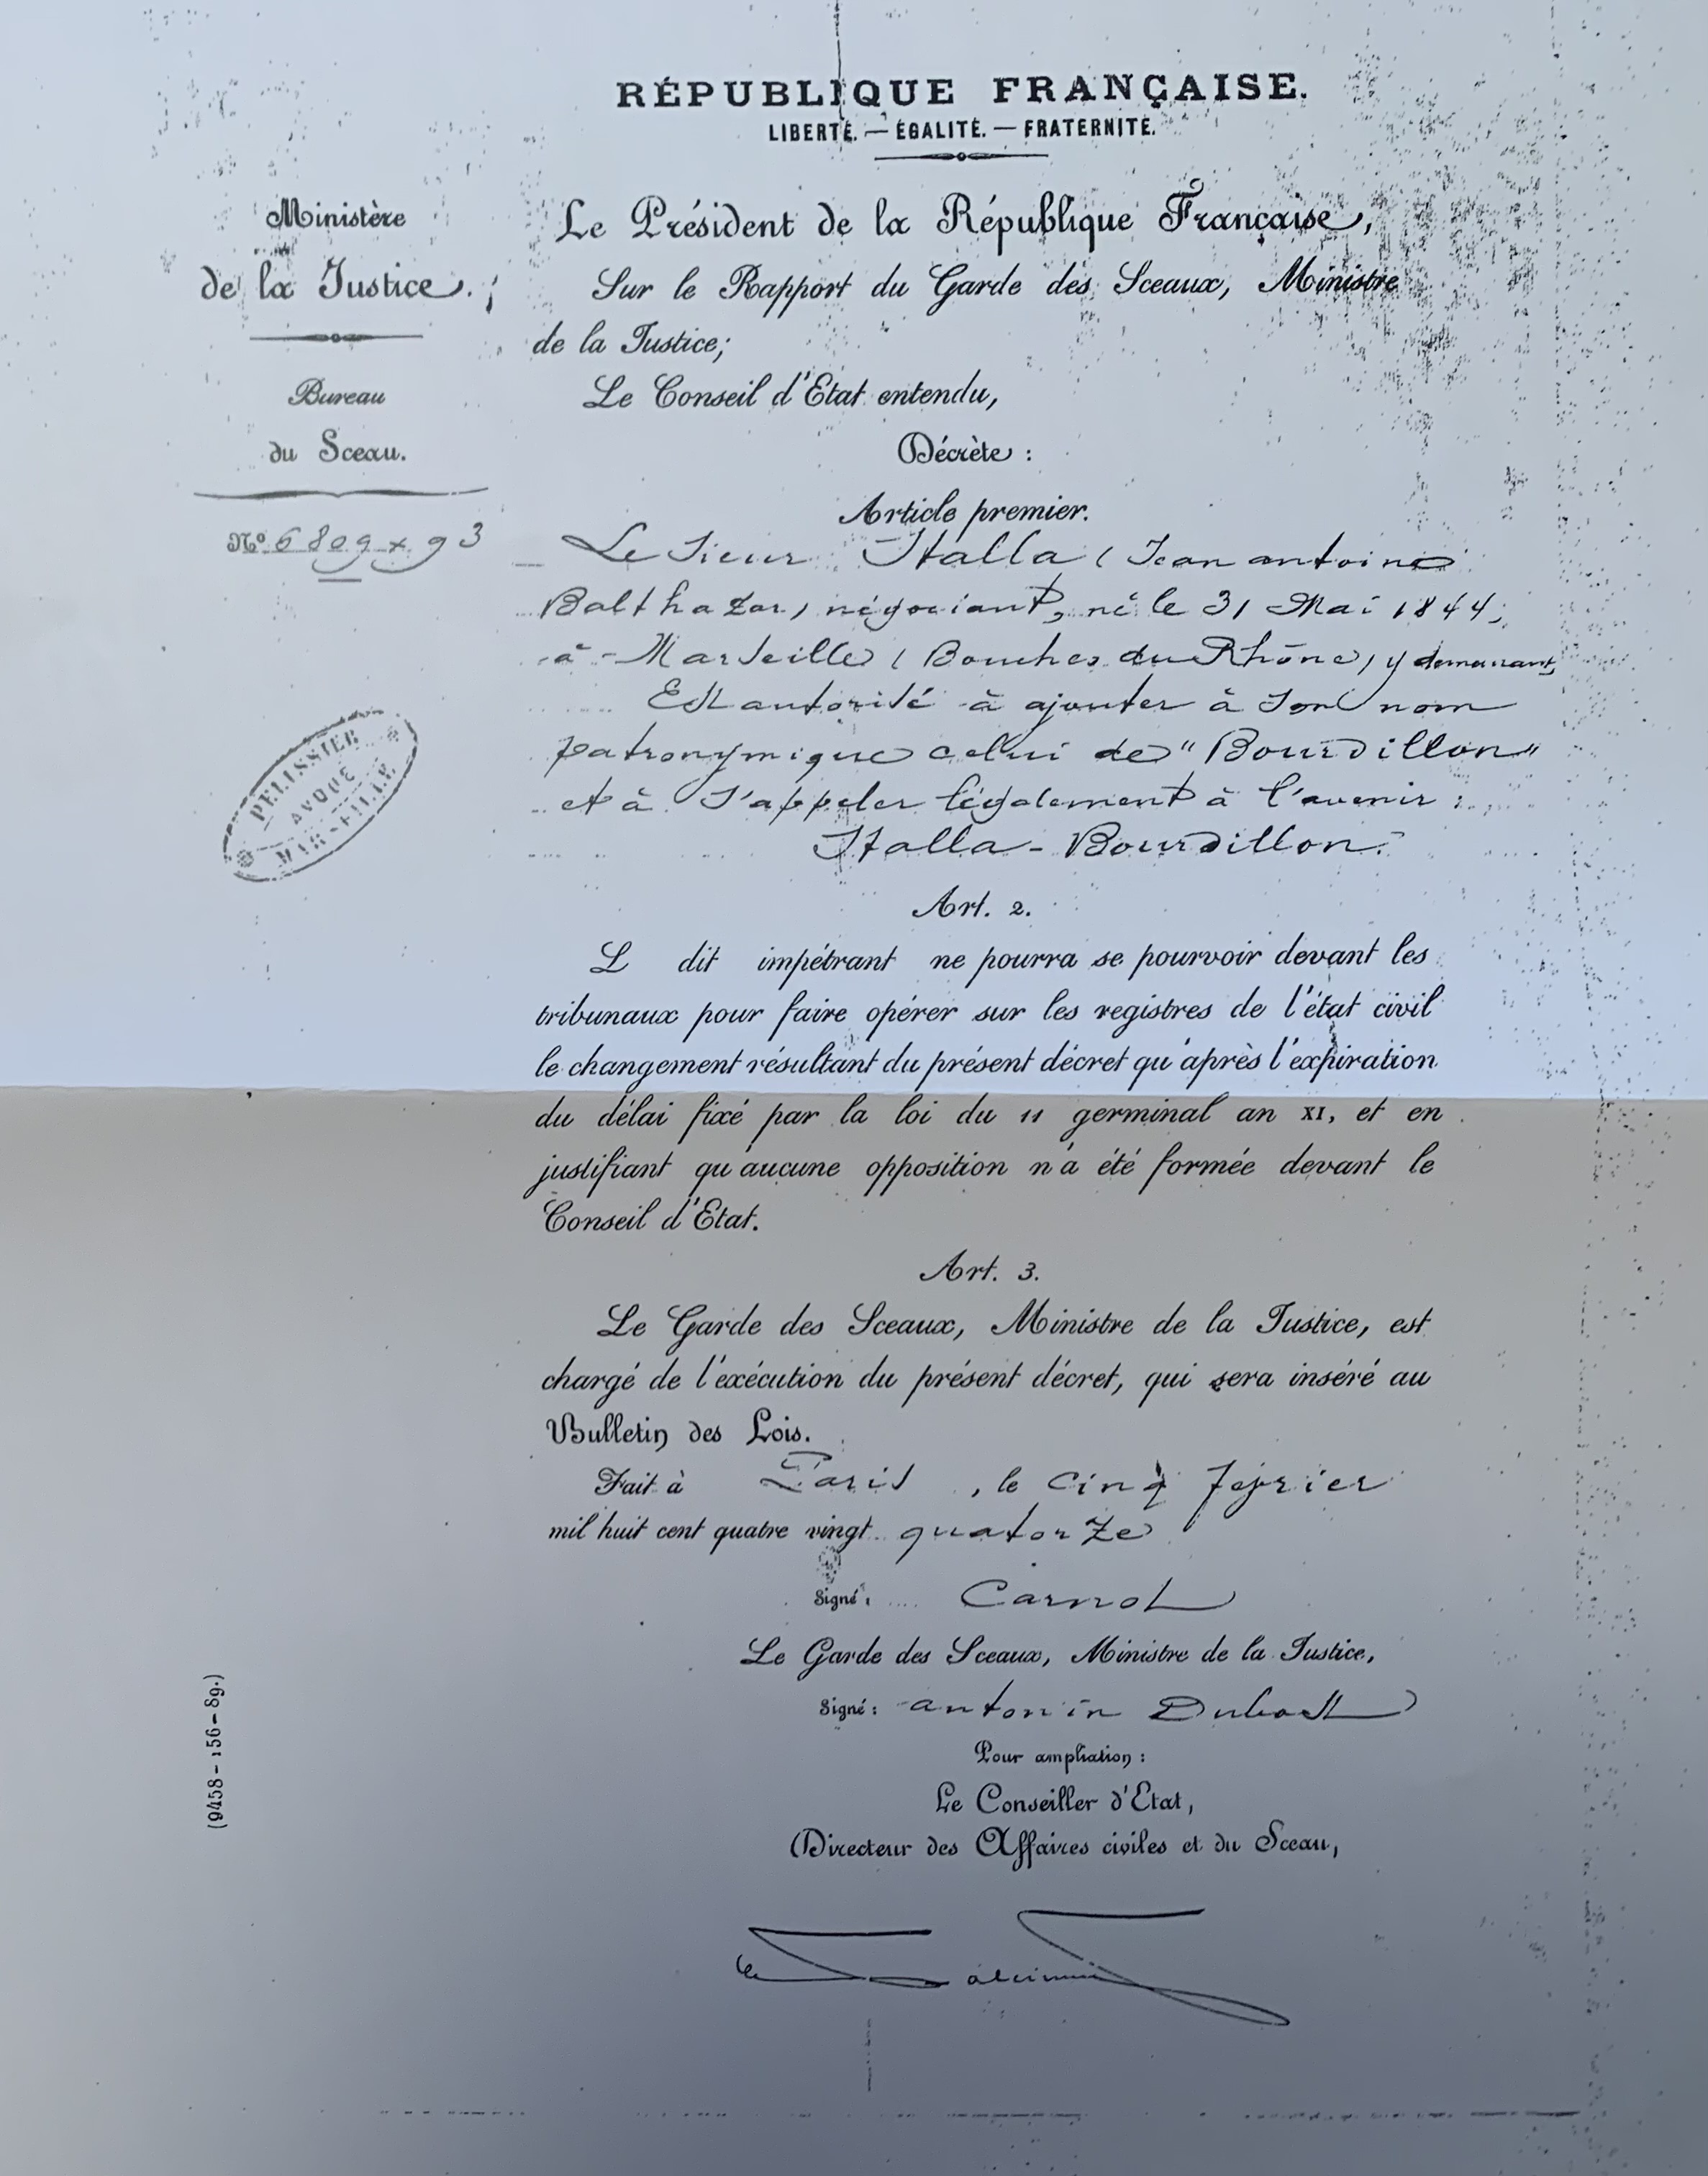 RÉPUBLIQUE FRANÇAISE.
LIBERTÉ. — ÉGALITÉ. — FRATERNITÉ.
Ministère
de la Justice.
Bureau
du Sceau.
N° 6809 x 93
PELISSIER
AVOUÉ
MARSEILLE
Le Président de la République Française,
Sur le Rapport du Garde des Sceaux, Ministre
de la Justice;
Le Conseil d'Etat entendu,
Décrète :
Article premier.
Le Sieur Stalla (Jean antoine
Balthazar) négociant, né le 31 Mai 1844,
à Marseille (Bouches du Rhône) y demeurant,
Est autorisé à ajouter à son nom
patronymique celui de "Bourdillon"
et à s'appeler légalement à l'avenir :
Stalla-Bourdillon.
Art. 2.
L dit impétrant ne pourra se pourvoir devant les
tribunaux pour faire opérer sur les registres de l'état civil
le changement résultant du présent décret qu'après l'expiration
du délai fixé par la loi du 11 germinal an XI, et en
justifiant qu'aucune opposition n'a été formée devant le
Conseil d'Etat.
Art. 3.
Le Garde des Sceaux, Ministre de la Justice, est
chargé de l'exécution du présent décret, qui sera inséré au
Bulletin des Lois.
Fait à Paris, le cinq février
mil huit cent quatre vingt quatorze
Signé : Carnot
Le Garde des Sceaux, Ministre de la Justice,
Signé : antonin Dubost
Pour ampliation :
Le Conseiller d'Etat,
Directeur des Affaires civiles et du Sceau,
(9458-156-89.)